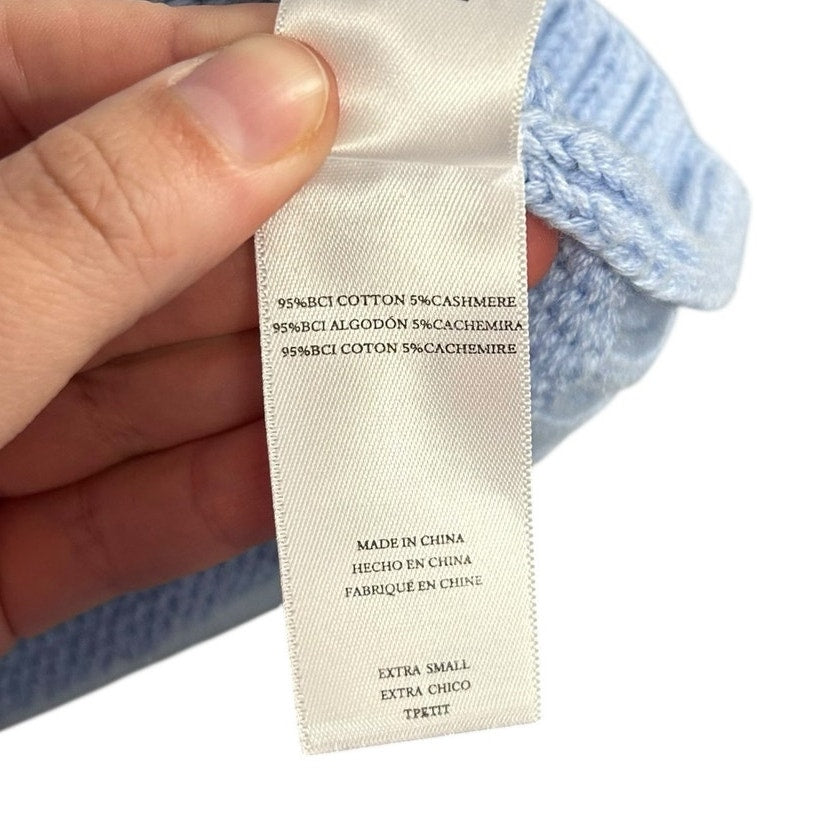 95%BCI COTTON 5%CASHMERE
95%BCI ALGODÓN 5%CACHEMIRA
95%BCI COTON 5%CACHEMIRE
MADE IN CHINA
HECHO EN CHINA
FABRIQUÉ EN CHINE
EXTRA SMALL
EXTRA CHICO
TPETIT